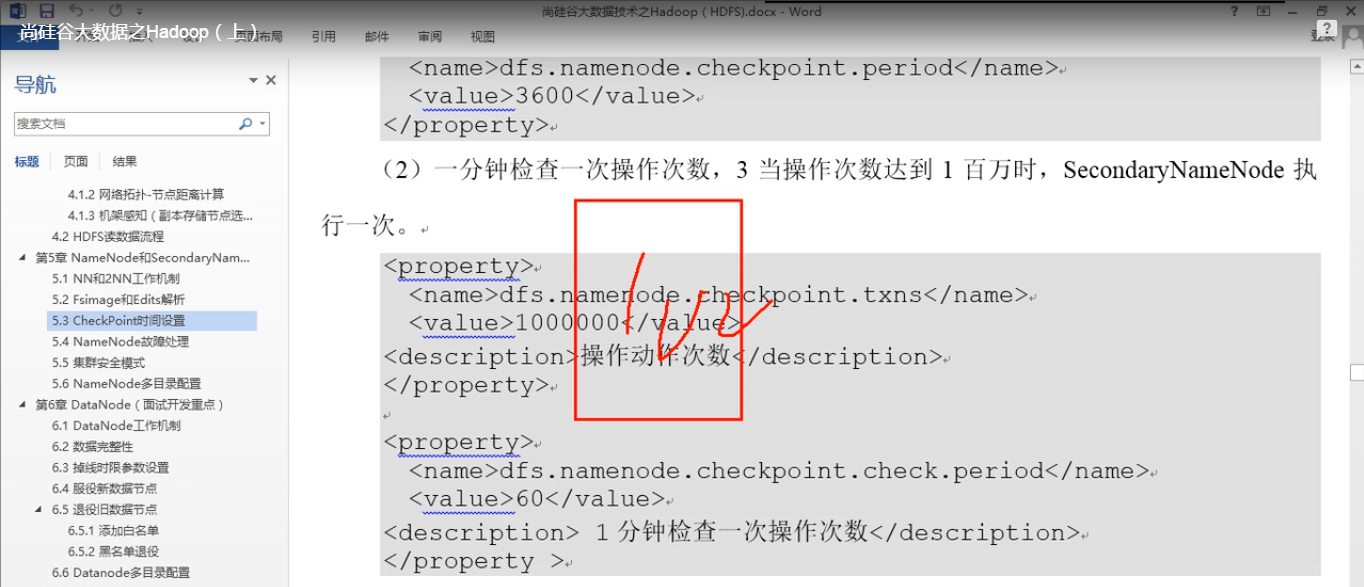 尚硅谷大数据技术之Hadoop（HDFS).docx - Word
尚硅谷大数据之Hadoop（上）
引用 邮件 审阅 视图
导航
搜索文档
标题 页面 结果
4.1.2 网络拓扑-节点距离计算
4.1.3 机架感知（副本存储节点选...
4.2 HDFS读数据流程
第5章 NameNode和SecondaryNam...
5.1 NN和2NN工作机制
5.2 Fsimage和Edits解析
5.3 CheckPoint时间设置
5.4 NameNode故障处理
5.5 集群安全模式
5.6 NameNode多目录配置
第6章 DataNode（面试开发重点）
6.1 DataNode工作机制
6.2 数据完整性
6.3 掉线时限参数设置
6.4 服役新数据节点
6.5 退役旧数据节点
6.5.1 添加白名单
6.5.2 黑名单退役
6.6 Datanode多目录配置
<name>dfs.namenode.checkpoint.period</name>
<value>3600</value>
</property>
（2）一分钟检查一次操作次数，3 当操作次数达到 1 百万时，SecondaryNameNode 执
行一次。
<property>
<name>dfs.namenode.checkpoint.txns</name>
<value>1000000</value>
<description>操作动作次数</description>
</property>
<property>
<name>dfs.namenode.checkpoint.check.period</name>
<value>60</value>
<description> 1 分钟检查一次操作次数</description>
</property >